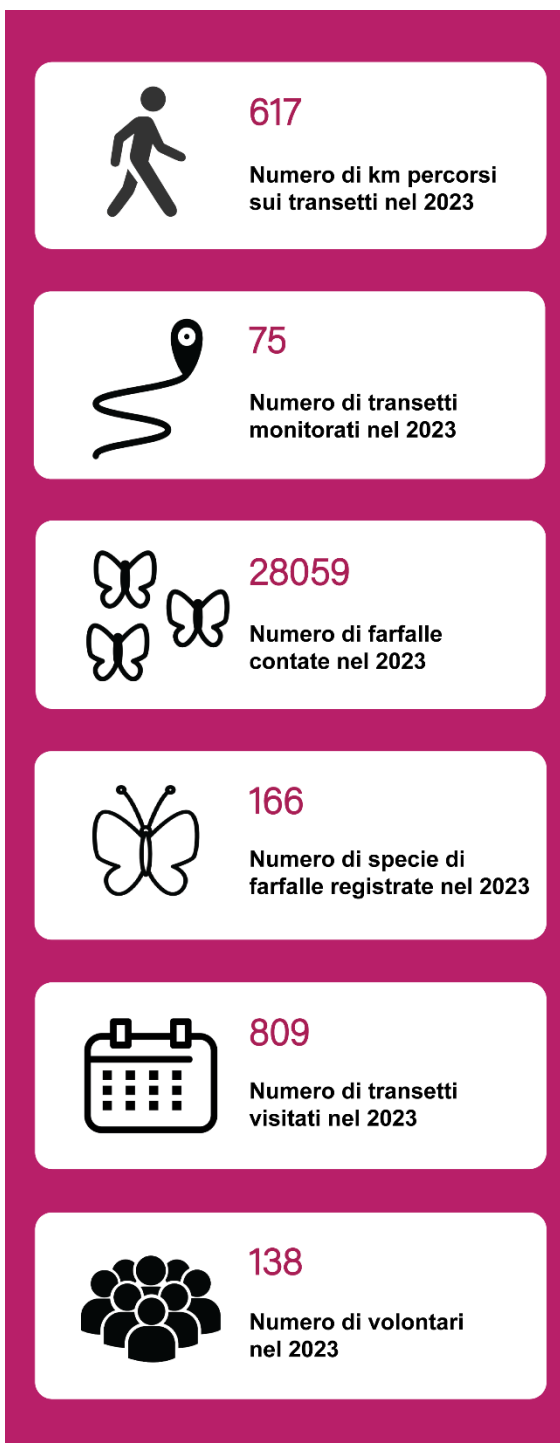 617
Numero di km percorsi
sui transetti nel 2023
75
Numero di transetti
monitorati nel 2023
28059
Numero di farfalle
contate nel 2023
166
Numero di specie di
farfalle registrate nel 2023
809
Numero di transetti
visitati nel 2023
138
Numero di volontari
nel 2023